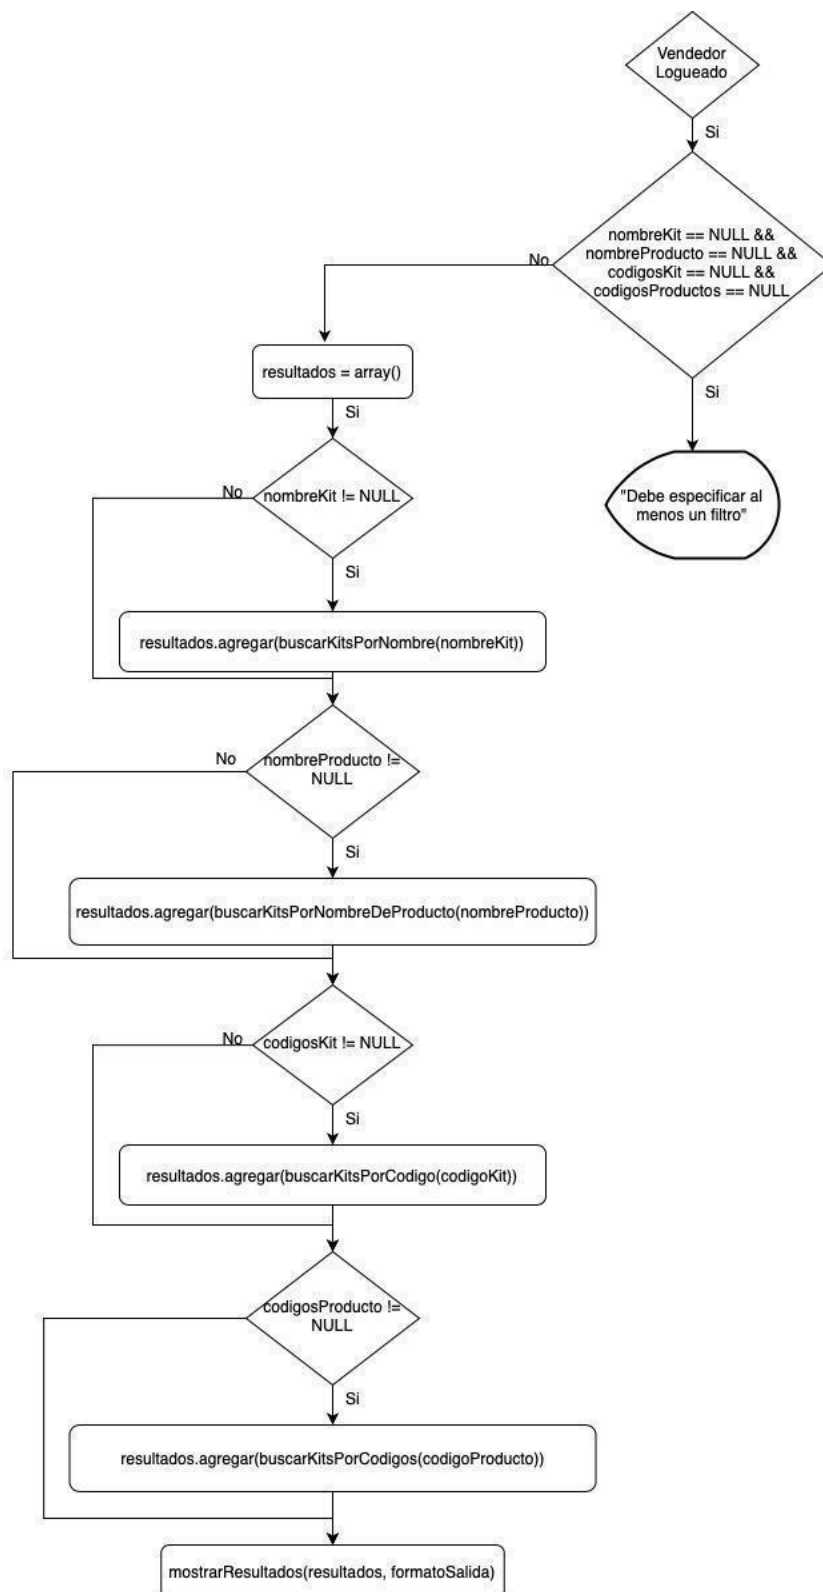 Vendedor
Logueado
Si
nombreKit == NULL &&
nombreProducto == NULL &&
codigosKit == NULL &&
codigosProductos == NULL
No
Si
"Debe especificar al
menos un filtro"
resultados = array()
Si
nombreKit != NULL
No
Si
resultados.agregar(buscarKitsPorNombre(nombreKit))
nombreProducto !=
NULL
No
Si
resultados.agregar(buscarKitsPorNombreDeProducto(nombreProducto))
codigosKit != NULL
No
Si
resultados.agregar(buscarKitsPorCodigo(codigoKit))
codigosProducto !=
NULL
Si
resultados.agregar(buscarKitsPorCodigos(codigoProducto))
mostrarResultados(resultados, formatoSalida)